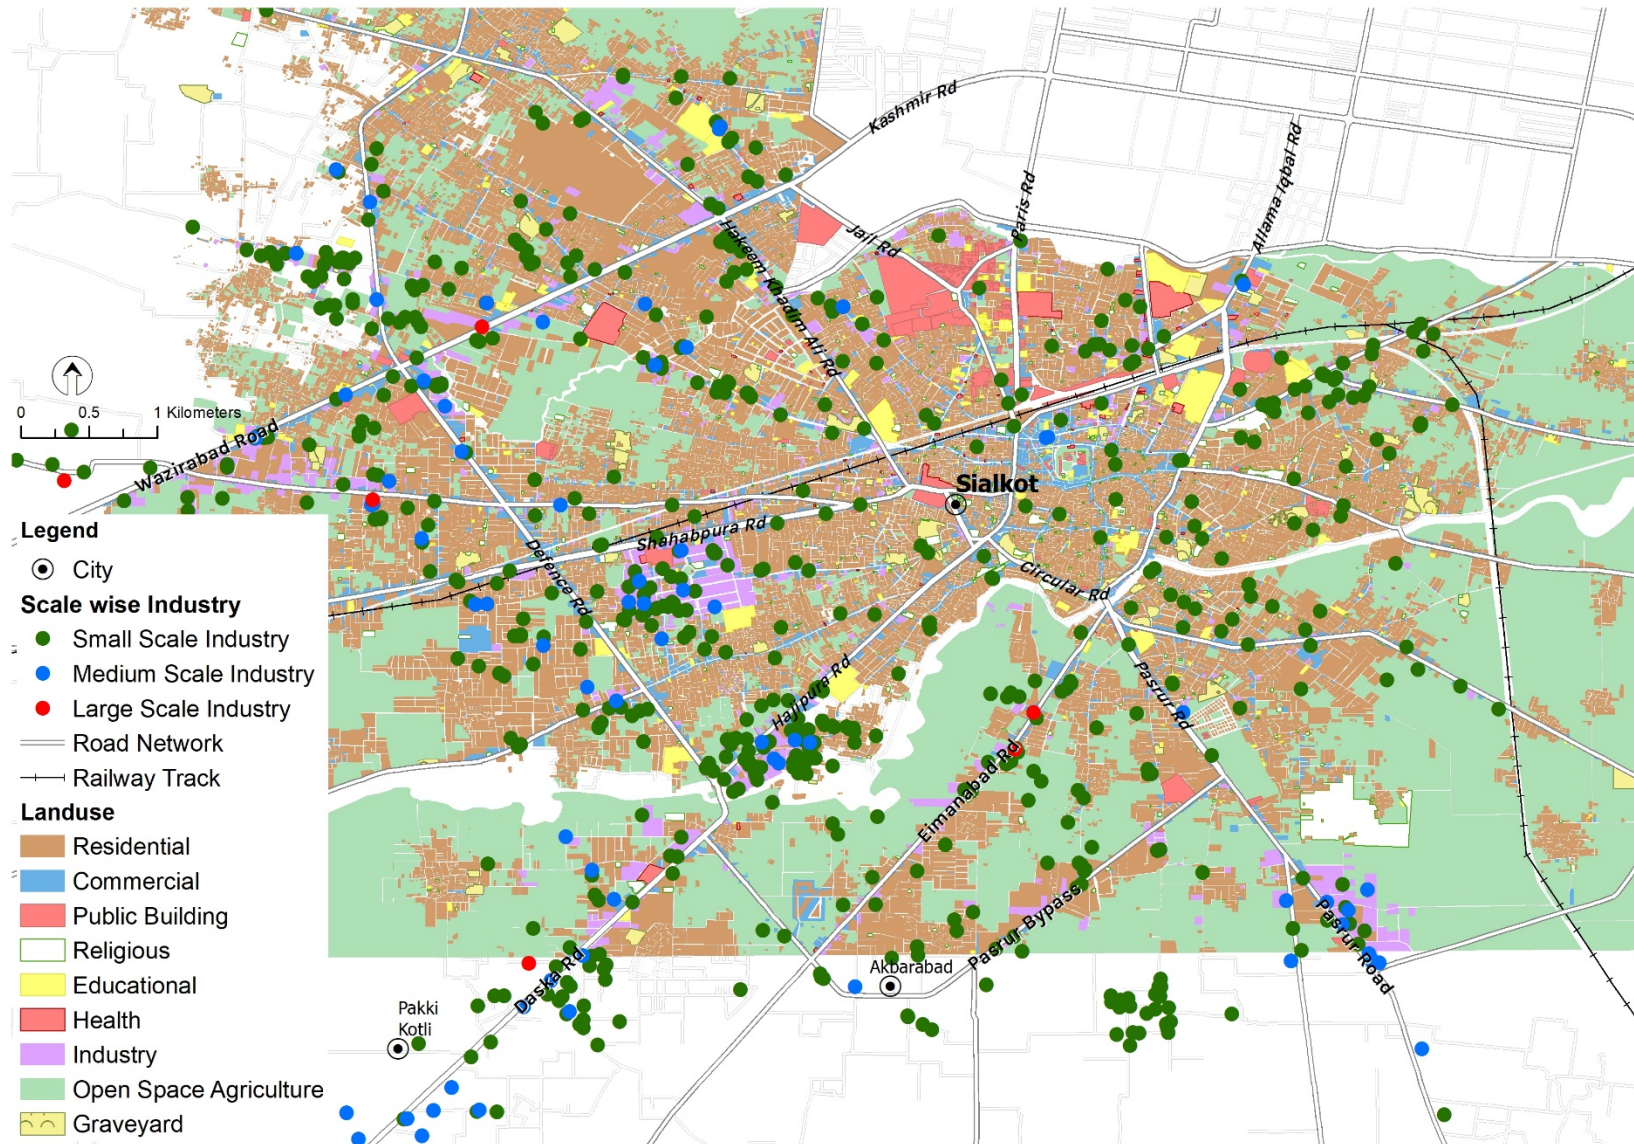 Kashmir Rd
Paris Rd
Allama Iqbal Rd
Jail Rd
Hakeem Khadim Ali Rd
0 0.5 1 Kilometers
Wazirabad Road
Sialkot
Shahabpura Rd
Defence Rd
Circular Rd
Hajipura Rd
Pasrur Rd
Eimanabad Rd
Pasrur Bypass
Pasrur Road
Daska Rd
Akbarabad
Pakki
Kotli
Legend
City
Scale wise Industry
Small Scale Industry
Medium Scale Industry
Large Scale Industry
Road Network
Railway Track
Landuse
Residential
Commercial
Public Building
Religious
Educational
Health
Industry
Open Space Agriculture
Graveyard